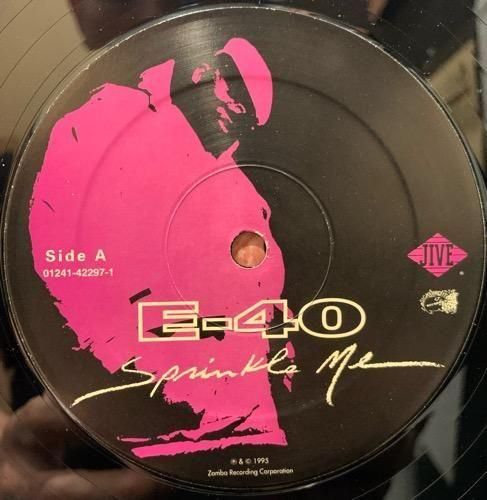 Side A
01241-42297-1
JIVE
E-40
Sprinkle Me
℗ & © 1995
Zomba Recording Corporation